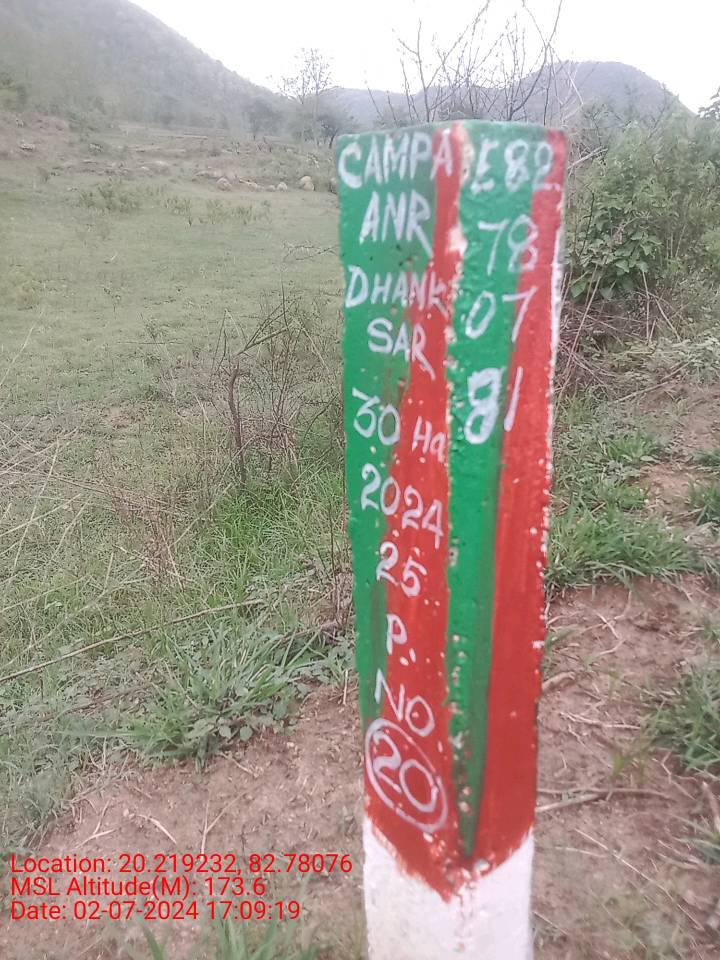 CAMPA
ANR
DHANK
SAR
30 Ha
2024
25
P.
NO.
20
E82
78
07
81
Location: 20.219232, 82.78076
MSL Altitude(M): 173.6
Date: 02-07-2024 17:09:19